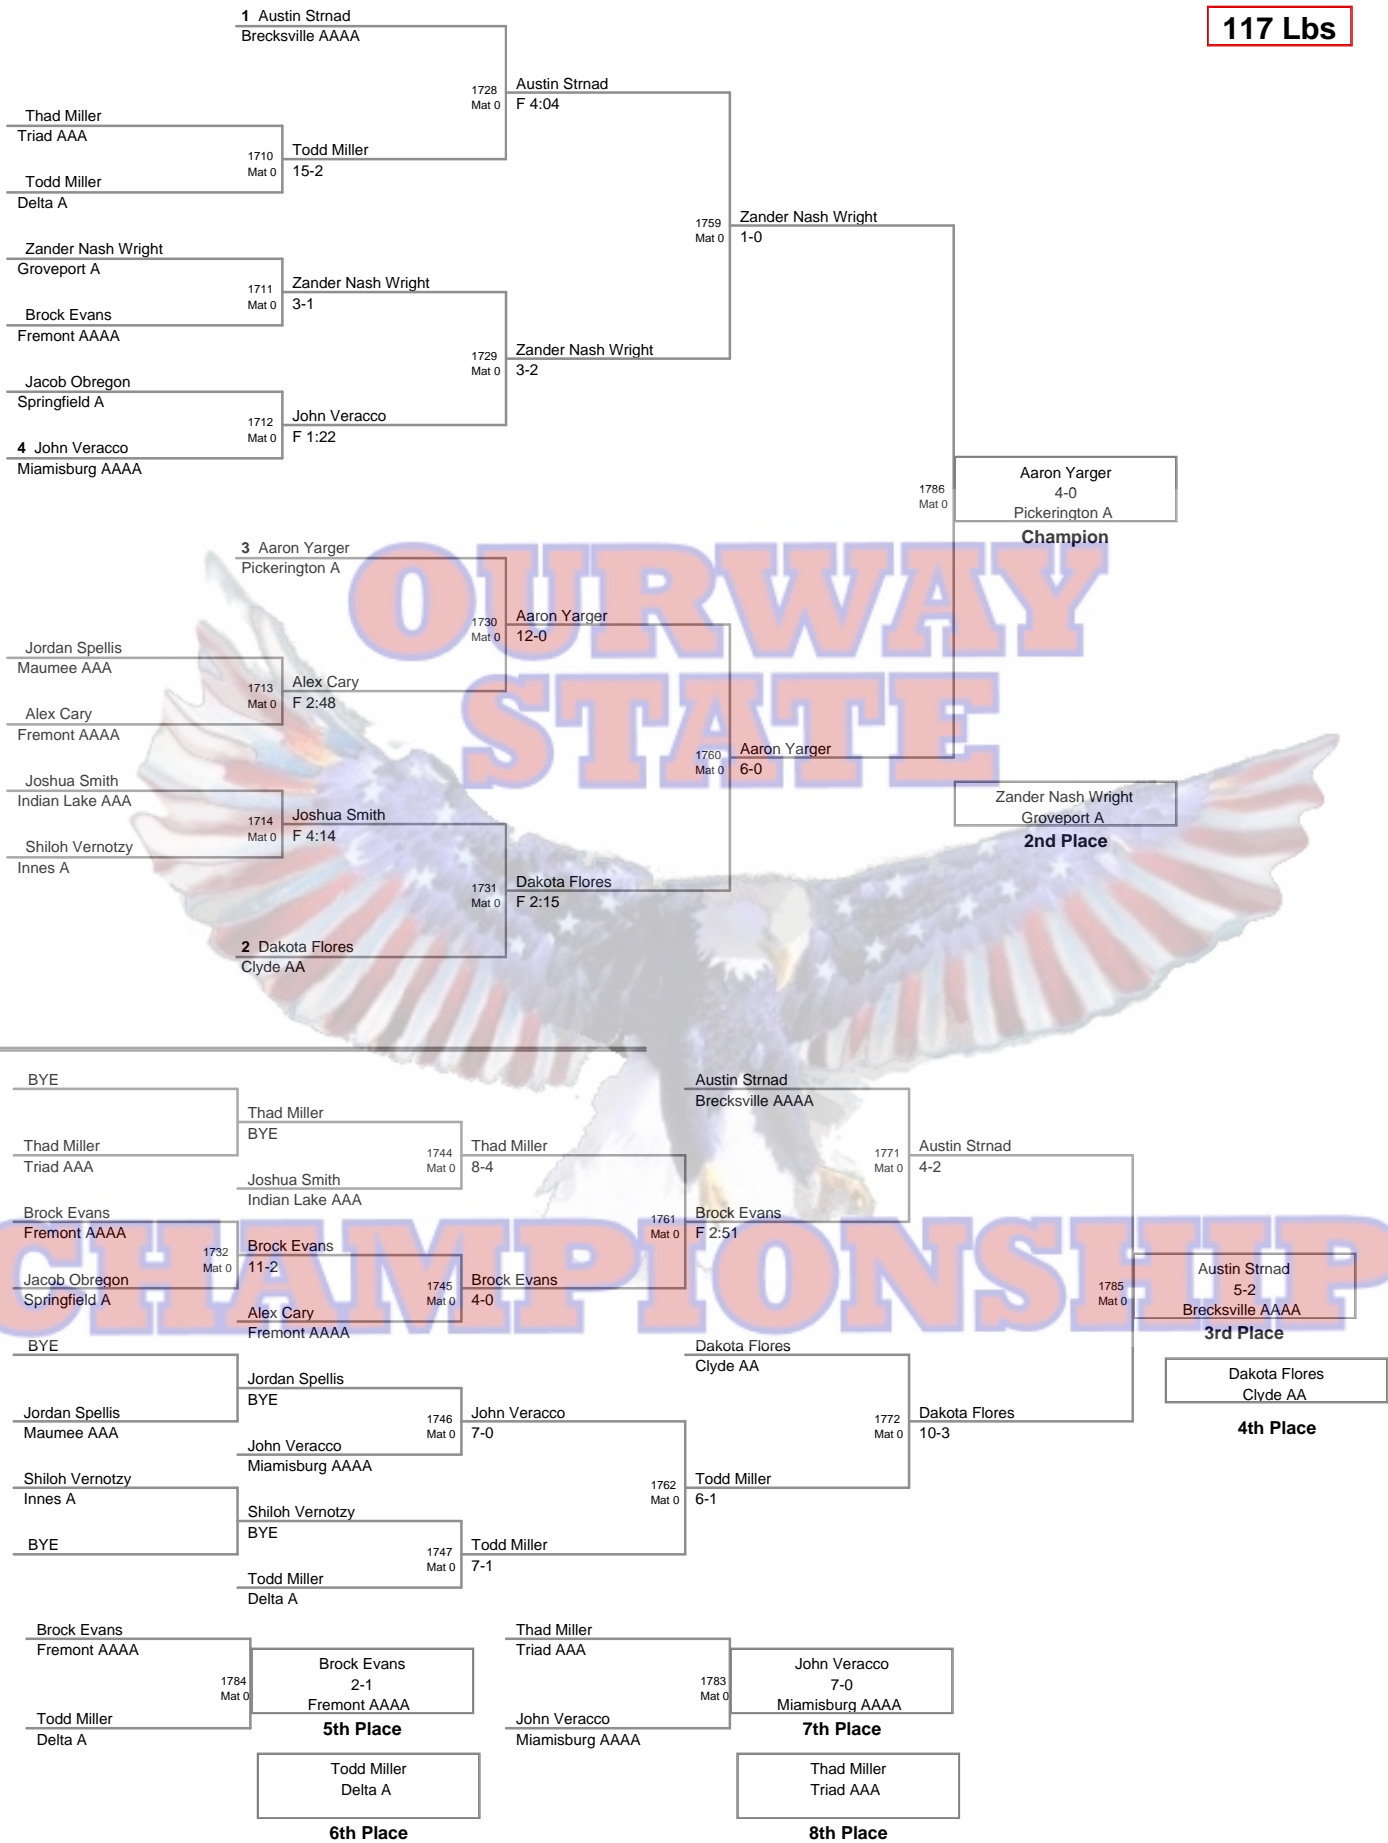 117 Lbs
1 Austin Strnad
Brecksville AAAA
1728
Mat 0
Austin Strnad
F 4:04
Thad Miller
Triad AAA
1710
Mat 0
Todd Miller
15-2
Todd Miller
Delta A
1759
Mat 0
Zander Nash Wright
1-0
Zander Nash Wright
Groveport A
1711
Mat 0
Zander Nash Wright
3-1
Brock Evans
Fremont AAAA
1729
Mat 0
Zander Nash Wright
3-2
Jacob Obregon
Springfield A
1712
Mat 0
John Veracco
F 1:22
4 John Veracco
Miamisburg AAAA
1786
Mat 0
Aaron Yarger
4-0
Pickerington A
Champion
OURWAY
STATE
CHAMPIONSHIP
3 Aaron Yarger
Pickerington A
1730
Mat 0
Aaron Yarger
12-0
Jordan Spellis
Maumee AAA
1713
Mat 0
Alex Cary
F 2:48
Alex Cary
Fremont AAAA
1760
Mat 0
Aaron Yarger
6-0
Joshua Smith
Indian Lake AAA
1714
Mat 0
Joshua Smith
F 4:14
Shiloh Vernotzy
Innes A
Zander Nash Wright
Groveport A
2nd Place
1731
Mat 0
Dakota Flores
F 2:15
2 Dakota Flores
Clyde AA
BYE
Thad Miller
BYE
Thad Miller
Triad AAA
1744
Mat 0
Thad Miller
8-4
Joshua Smith
Indian Lake AAA
Austin Strnad
Brecksville AAAA
1771
Mat 0
Austin Strnad
4-2
Brock Evans
Fremont AAAA
1732
Mat 0
Brock Evans
11-2
Jacob Obregon
Springfield A
1761
Mat 0
Brock Evans
F 2:51
1745
Mat 0
Brock Evans
4-0
Alex Cary
Fremont AAAA
1785
Mat 0
Austin Strnad
5-2
Brecksville AAAA
3rd Place
BYE
Jordan Spellis
BYE
Jordan Spellis
Maumee AAA
1746
Mat 0
John Veracco
7-0
John Veracco
Miamisburg AAAA
Dakota Flores
Clyde AA
1772
Mat 0
Dakota Flores
10-3
Dakota Flores
Clyde AA
4th Place
Shiloh Vernotzy
Innes A
Shiloh Vernotzy
BYE
BYE
1762
Mat 0
Todd Miller
6-1
1747
Mat 0
Todd Miller
7-1
Todd Miller
Delta A
Brock Evans
Fremont AAAA
1784
Mat 0
Brock Evans
2-1
Fremont AAAA
5th Place
Todd Miller
Delta A
Todd Miller
Delta A
6th Place
Thad Miller
Triad AAA
1783
Mat 0
John Veracco
7-0
Miamisburg AAAA
7th Place
John Veracco
Miamisburg AAAA
Thad Miller
Triad AAA
8th Place